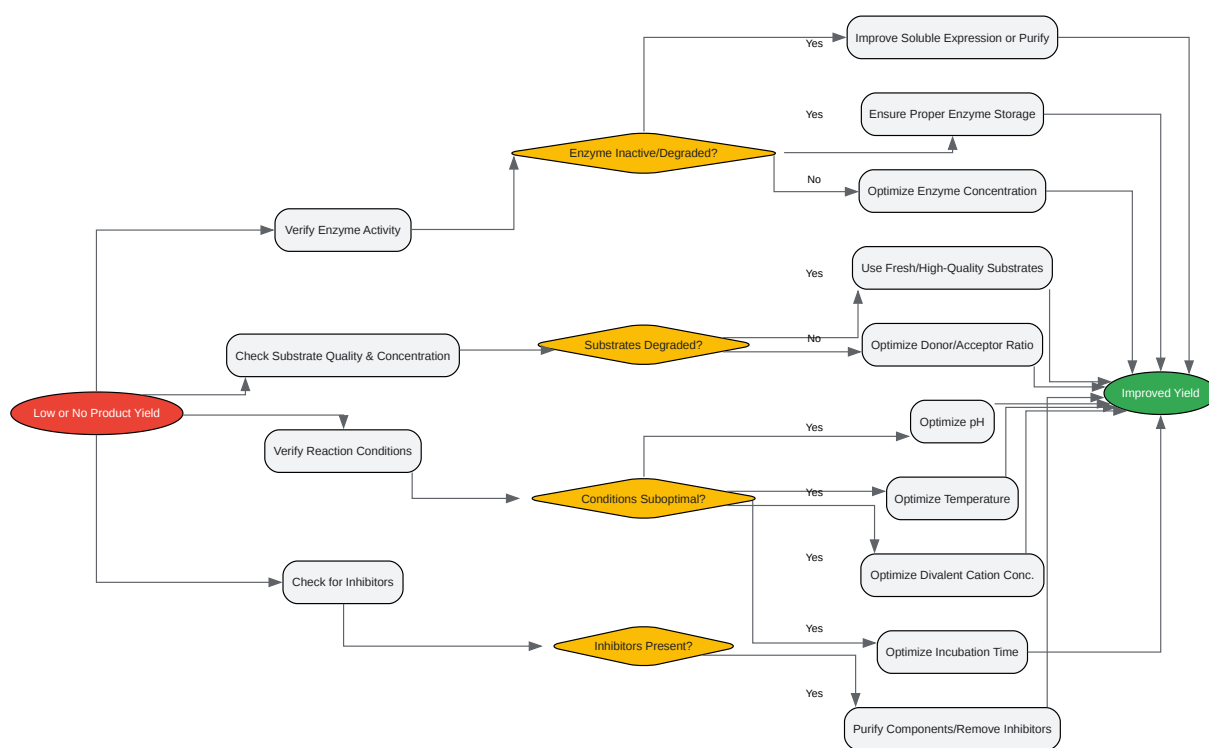 Yes
Improve Soluble Expression or Purify
Yes
Ensure Proper Enzyme Storage
Enzyme Inactive/Degraded?
No
Optimize Enzyme Concentration
Verify Enzyme Activity
Yes
Use Fresh/High-Quality Substrates
Check Substrate Quality & Concentration
Substrates Degraded?
No
Optimize Donor/Acceptor Ratio
Low or No Product Yield
Improved Yield
Verify Reaction Conditions
Yes
Optimize pH
Conditions Suboptimal?
Yes
Optimize Temperature
Yes
Optimize Divalent Cation Conc.
Check for Inhibitors
Yes
Optimize Incubation Time
Inhibitors Present?
Yes
Purify Components/Remove Inhibitors